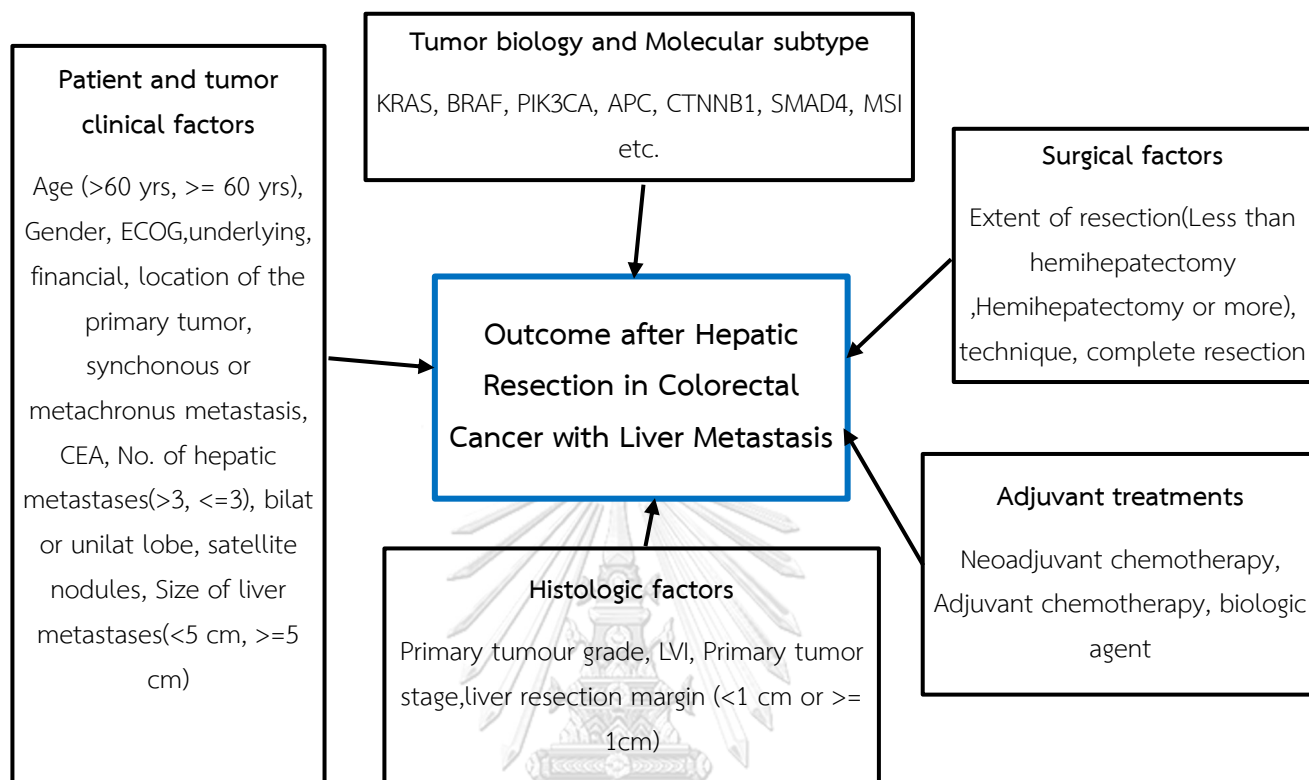 Patient and tumor
clinical factors
Age (>60 yrs, >= 60 yrs),
Gender, ECOG,underlying,
financial, location of the
primary tumor,
synchonous or
metachronus metastasis,
CEA, No. of hepatic
metastases(>3, <=3), bilat
or unilat lobe, satellite
nodules, Size of liver
metastases(<5 cm, >=5
cm)
Tumor biology and Molecular subtype
KRAS, BRAF, PIK3CA, APC, CTNNB1, SMAD4, MSI
etc.
Surgical factors
Extent of resection(Less than
hemihepatectomy
,Hemihepatectomy or more),
technique, complete resection
Outcome after Hepatic
Resection in Colorectal
Cancer with Liver Metastasis
Histologic factors
Primary tumour grade, LVI, Primary tumor
stage,liver resection margin (<1 cm or >=
1cm)
Adjuvant treatments
Neoadjuvant chemotherapy,
Adjuvant chemotherapy, biologic
agent